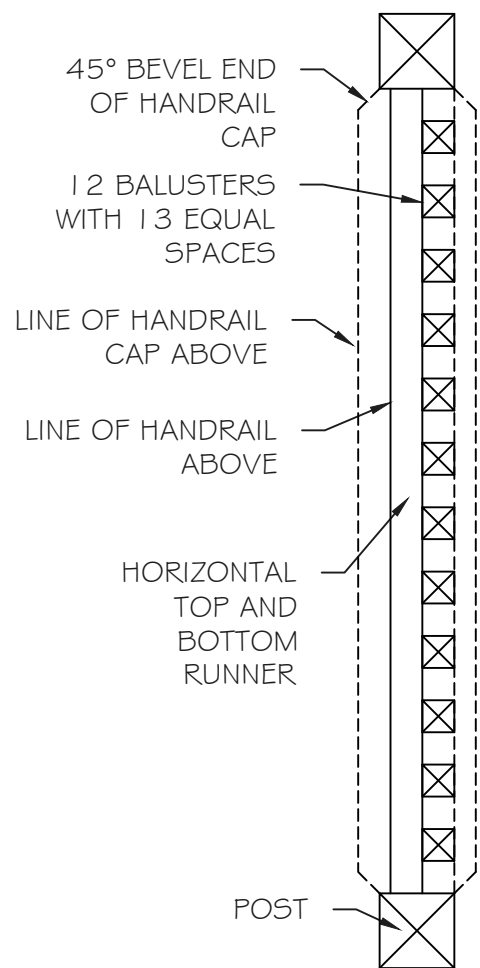 45° BEVEL END
OF HANDRAIL
CAP
12 BALUSTERS
WITH 13 EQUAL
SPACES
LINE OF HANDRAIL
CAP ABOVE
LINE OF HANDRAIL
ABOVE
HORIZONTAL
TOP AND
BOTTOM
RUNNER
POST